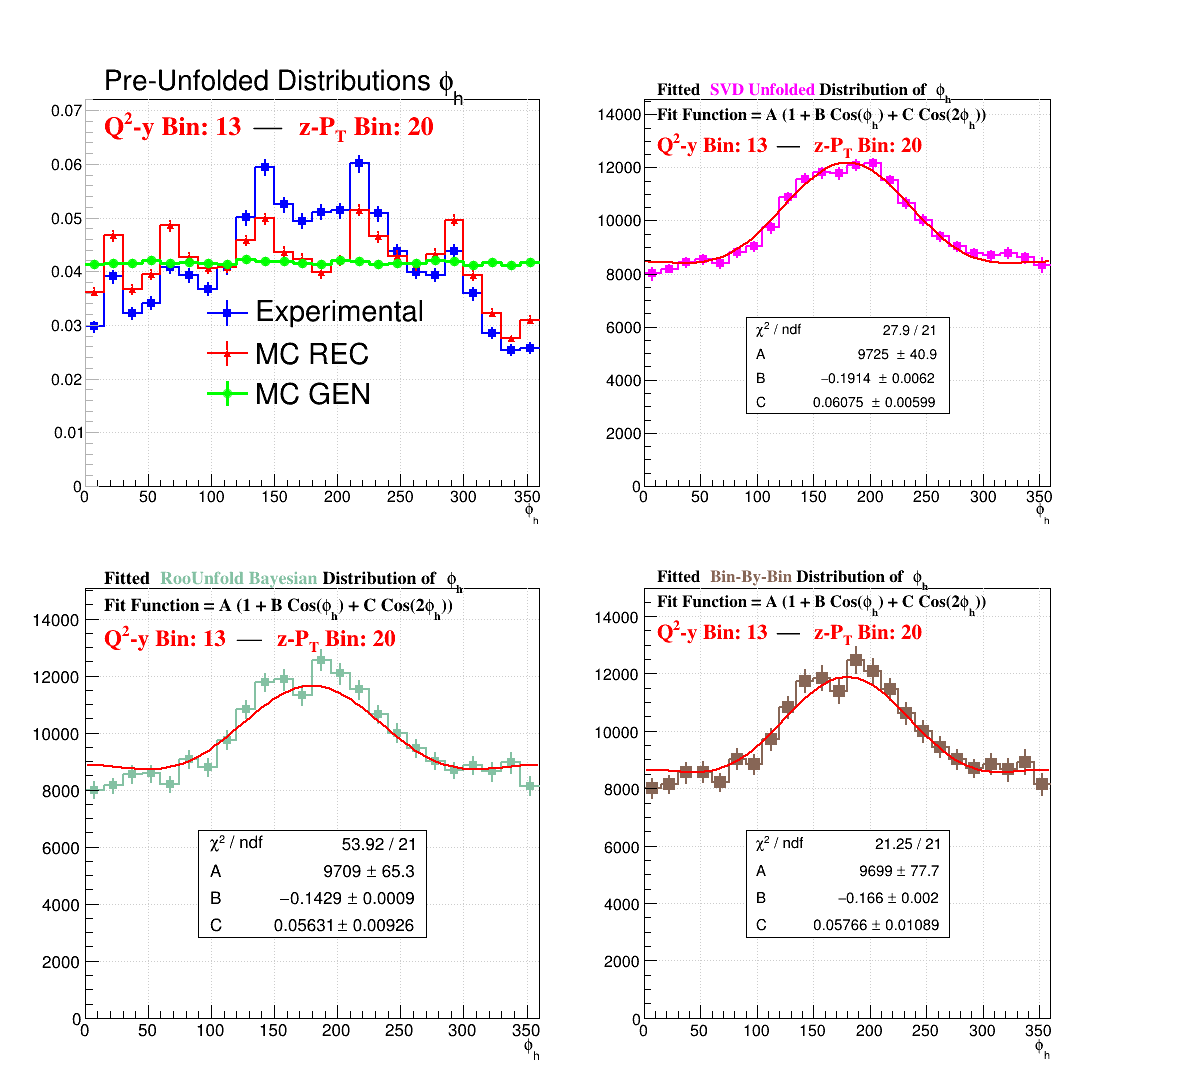 Pre-Unfolded Distributions ϕh
Q²-y Bin: 13 — z-PT Bin: 20
0.07
0.06
0.05
0.04
0.03
0.02
0.01
0
Experimental
MC REC
MC GEN
0 50 100 150 200 250 300 350
ϕh
Fitted SVD Unfolded Distribution of ϕh
Fit Function = A (1 + B Cos(ϕh) + C Cos(2ϕh))
Q²-y Bin: 13 — z-PT Bin: 20
14000
12000
10000
8000
6000
4000
2000
0
χ² / ndf 27.9 / 21
A 9725 ± 40.9
B −0.1914 ± 0.0062
C 0.06075 ± 0.00599
0 50 100 150 200 250 300 350
ϕh
Fitted RooUnfold Bayesian Distribution of ϕh
Fit Function = A (1 + B Cos(ϕh) + C Cos(2ϕh))
Q²-y Bin: 13 — z-PT Bin: 20
14000
12000
10000
8000
6000
4000
2000
0
χ² / ndf 53.92 / 21
A 9709 ± 65.3
B −0.1429 ± 0.0009
C 0.05631 ± 0.00926
0 50 100 150 200 250 300 350
ϕh
Fitted Bin-By-Bin Distribution of ϕh
Fit Function = A (1 + B Cos(ϕh) + C Cos(2ϕh))
Q²-y Bin: 13 — z-PT Bin: 20
14000
12000
10000
8000
6000
4000
2000
0
χ² / ndf 21.25 / 21
A 9699 ± 77.7
B −0.166 ± 0.002
C 0.05766 ± 0.01089
0 50 100 150 200 250 300 350
ϕh